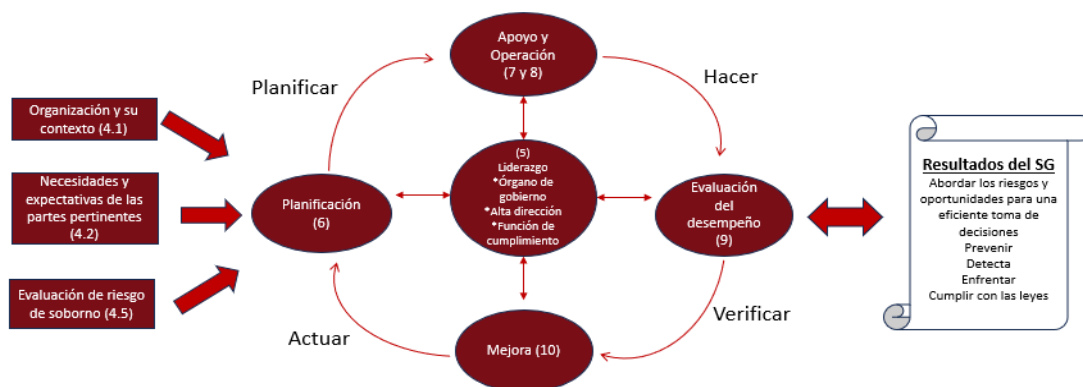 Organización y su
contexto (4.1)
Necesidades y
expectativas de las
partes pertinentes
(4.2)
Evaluación de riesgo
de soborno (4.5)
Planificar
Planificación
(6)
Actuar
Apoyo y
Operación
(7 y 8)
(5)
Liderazgo
*Órgano de
gobierno
*Alta dirección
*Función de
cumplimiento
Mejora (10)
Hacer
Evaluación
del
desempeño
(9)
Verificar
Resultados del SG
Abordar los riesgos y
oportunidades para una
eficiente toma de
decisiones
Prevenir
Detecta
Enfrentar
Cumplir con las leyes